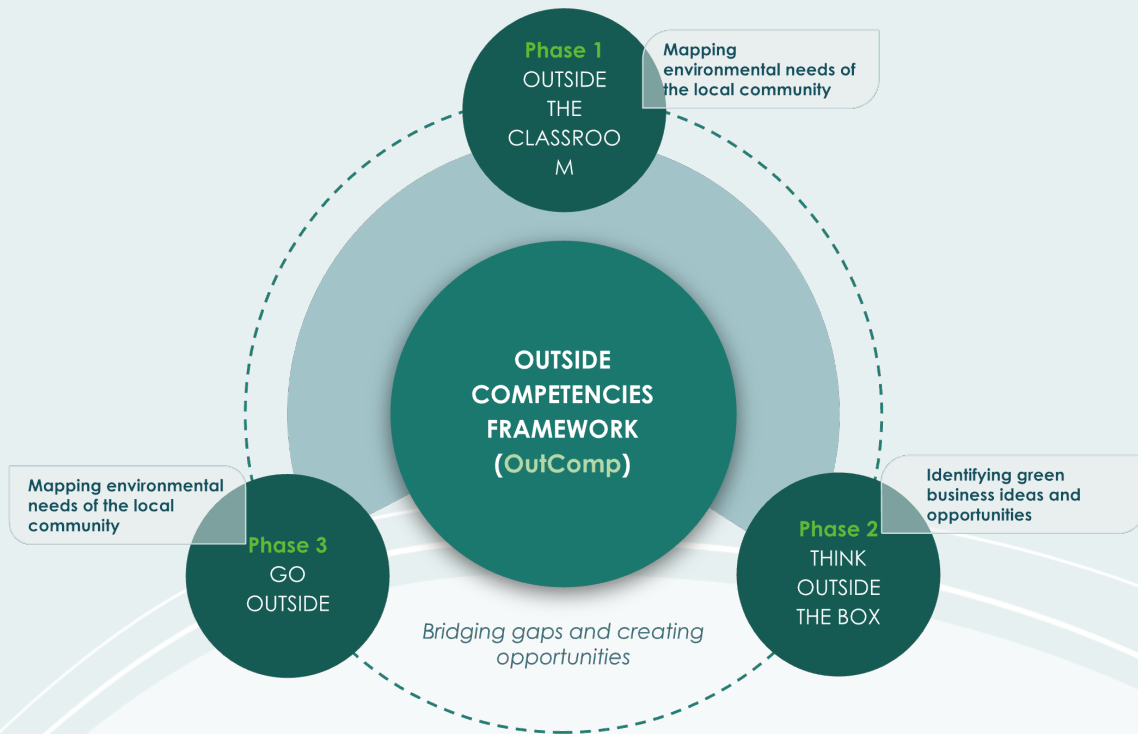 Phase 1
OUTSIDE
THE
CLASSROO
M
Mapping
environmental needs of
the local community
OUTSIDE
COMPETENCIES
FRAMEWORK
(OutComp)
Mapping environmental
needs of the local
community
Phase 3
GO
OUTSIDE
Identifying green
business ideas and
opportunities
Phase 2
THINK
OUTSIDE
THE BOX
Bridging gaps and creating
opportunities